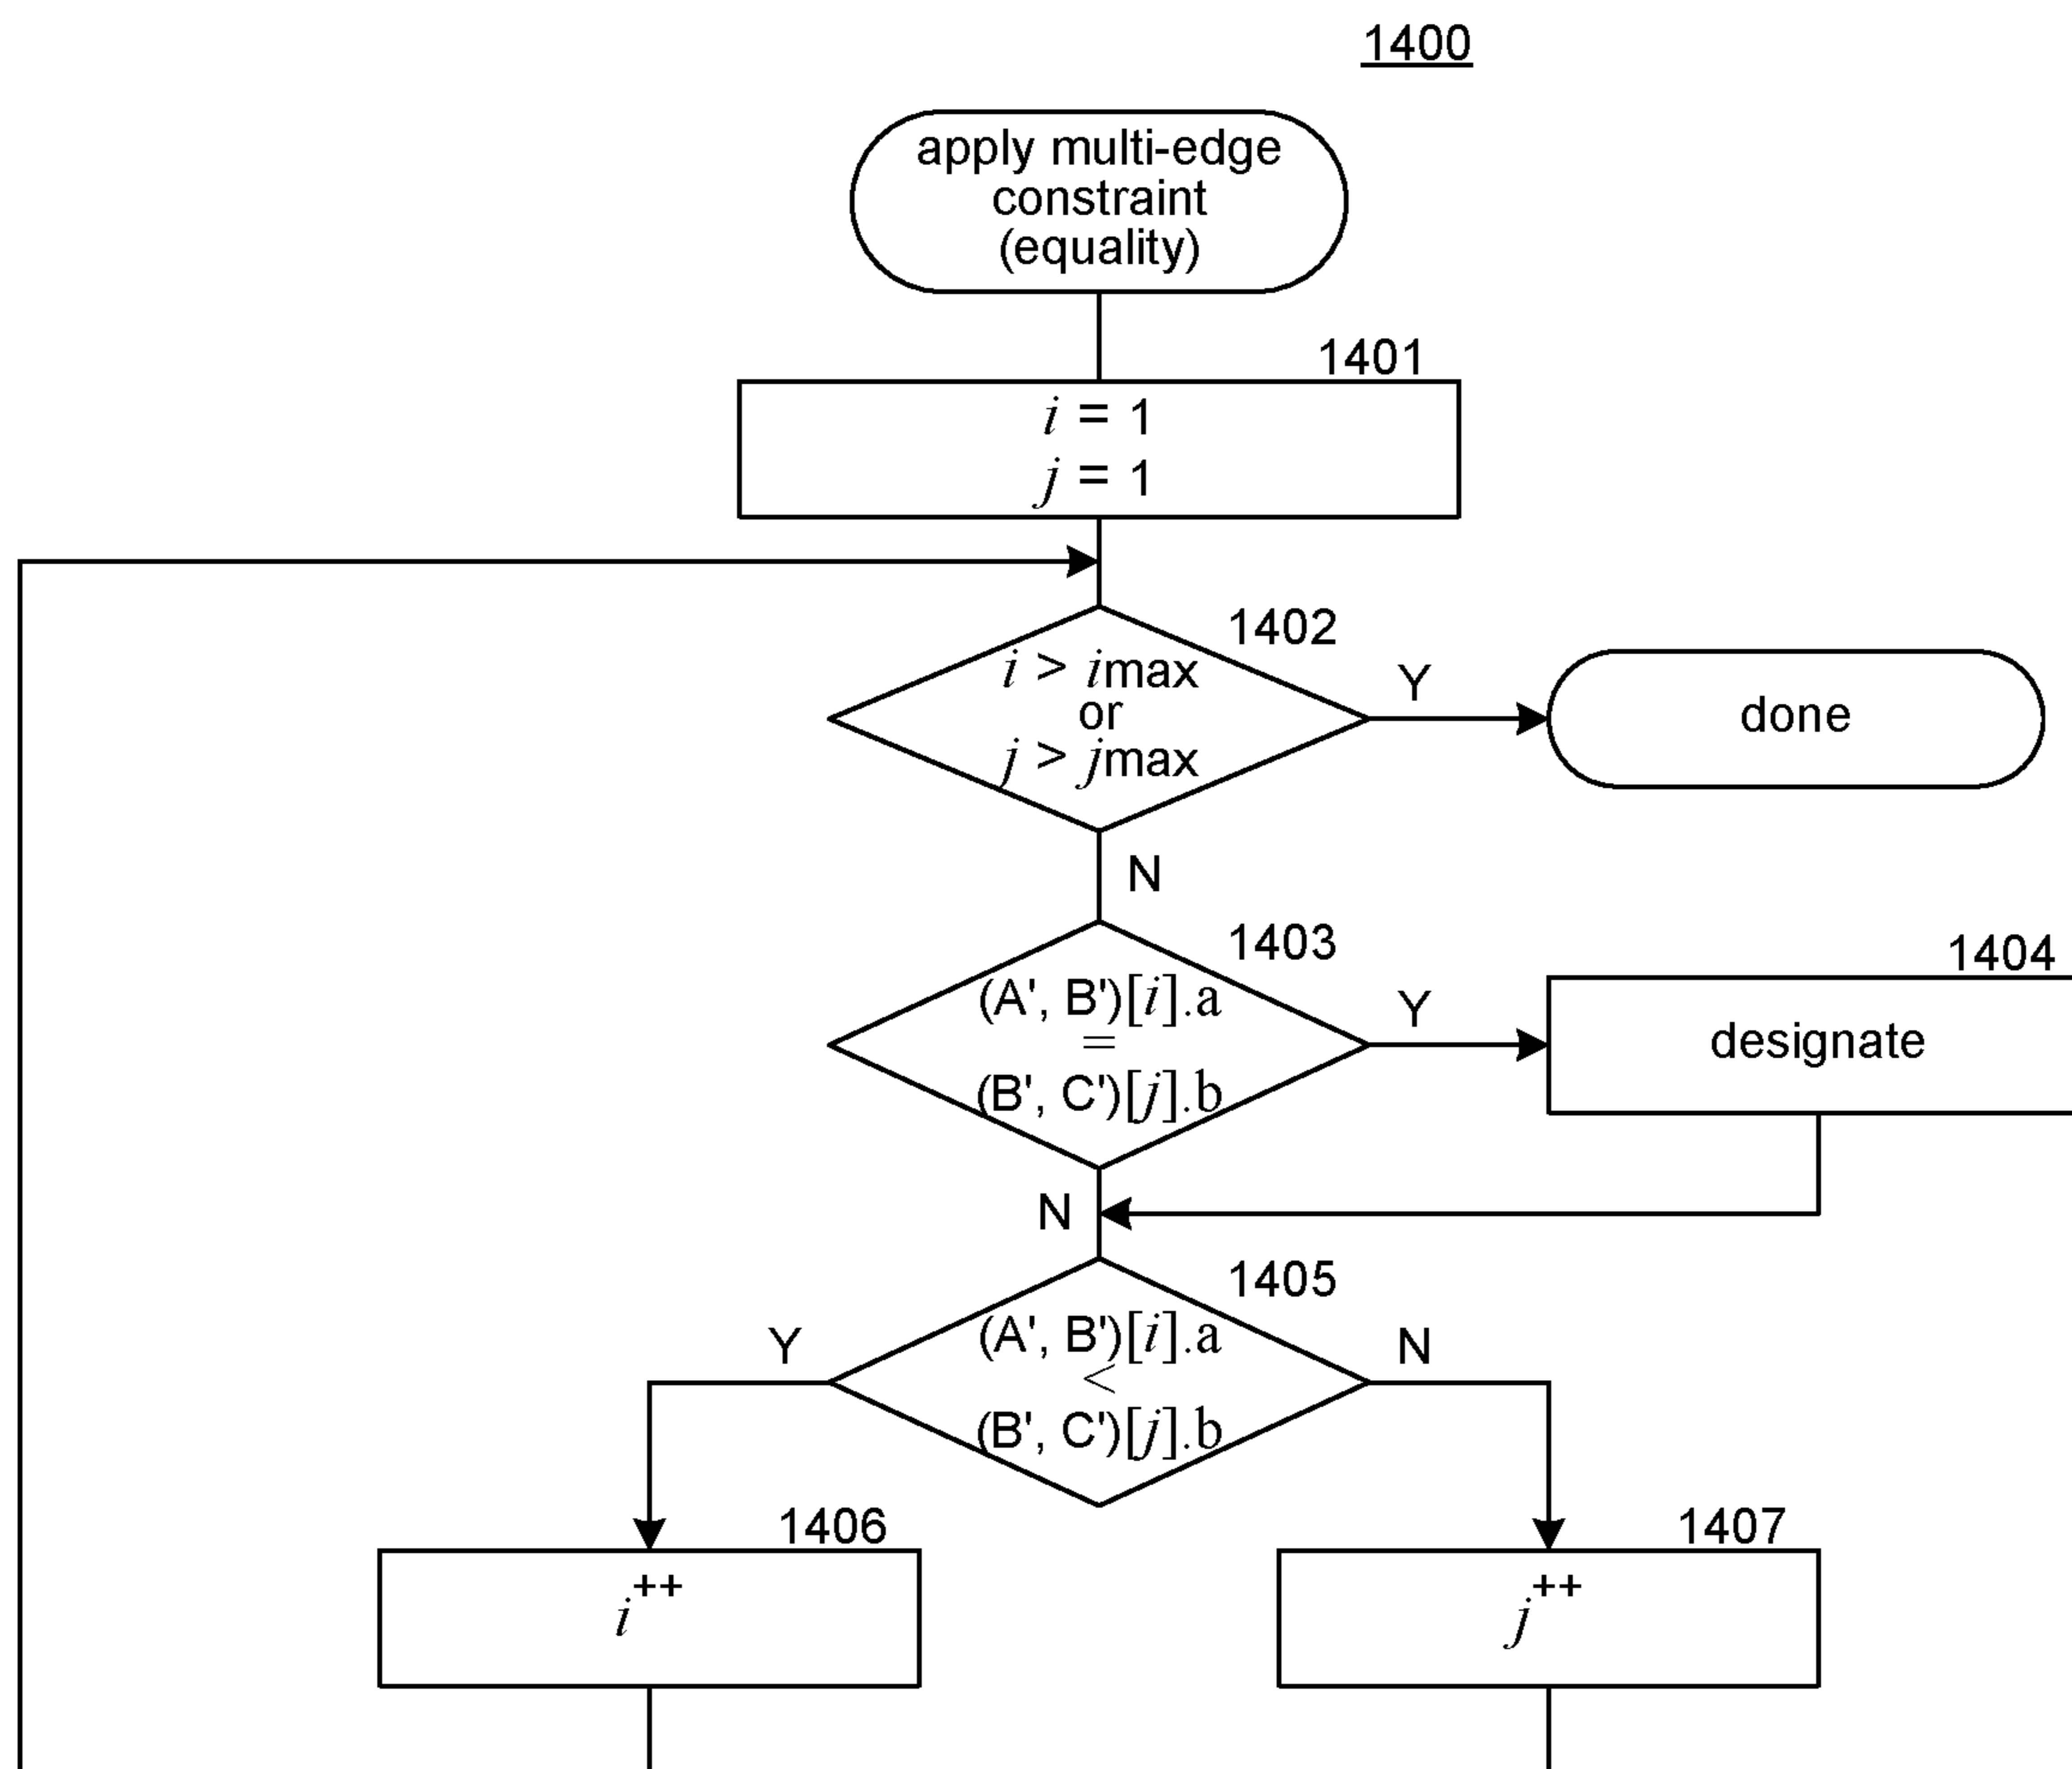 1400
apply multi-edge
constraint
(equality)
1401
i = 1
j = 1
1402
i > imax
or
j > jmax
Y
done
N
1403
(A', B')[i].a
=
(B', C')[j].b
Y
1404
designate
N
1405
(A', B')[i].a
<
(B', C')[j].b
Y
N
1406
i++
1407
j++